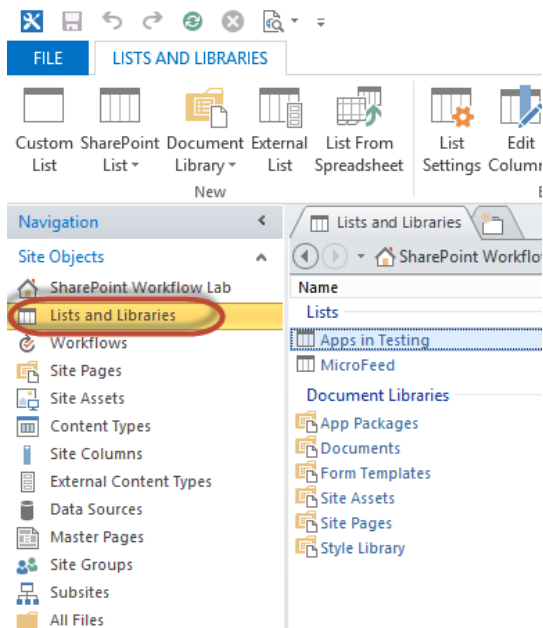 FILE LISTS AND LIBRARIES
Custom List SharePoint List Document Library External List List From Spreadsheet List Settings Edit
New
Navigation
Site Objects
SharePoint Workflow Lab
Lists and Libraries
Workflows
Site Pages
Site Assets
Content Types
Site Columns
External Content Types
Data Sources
Master Pages
Site Groups
Subsites
All Files
Lists and Libraries
SharePoint
Name
Lists
Apps in Testing
MicroFeed
Document Libraries
App Packages
Documents
Form Templates
Site Assets
Site Pages
Style Library